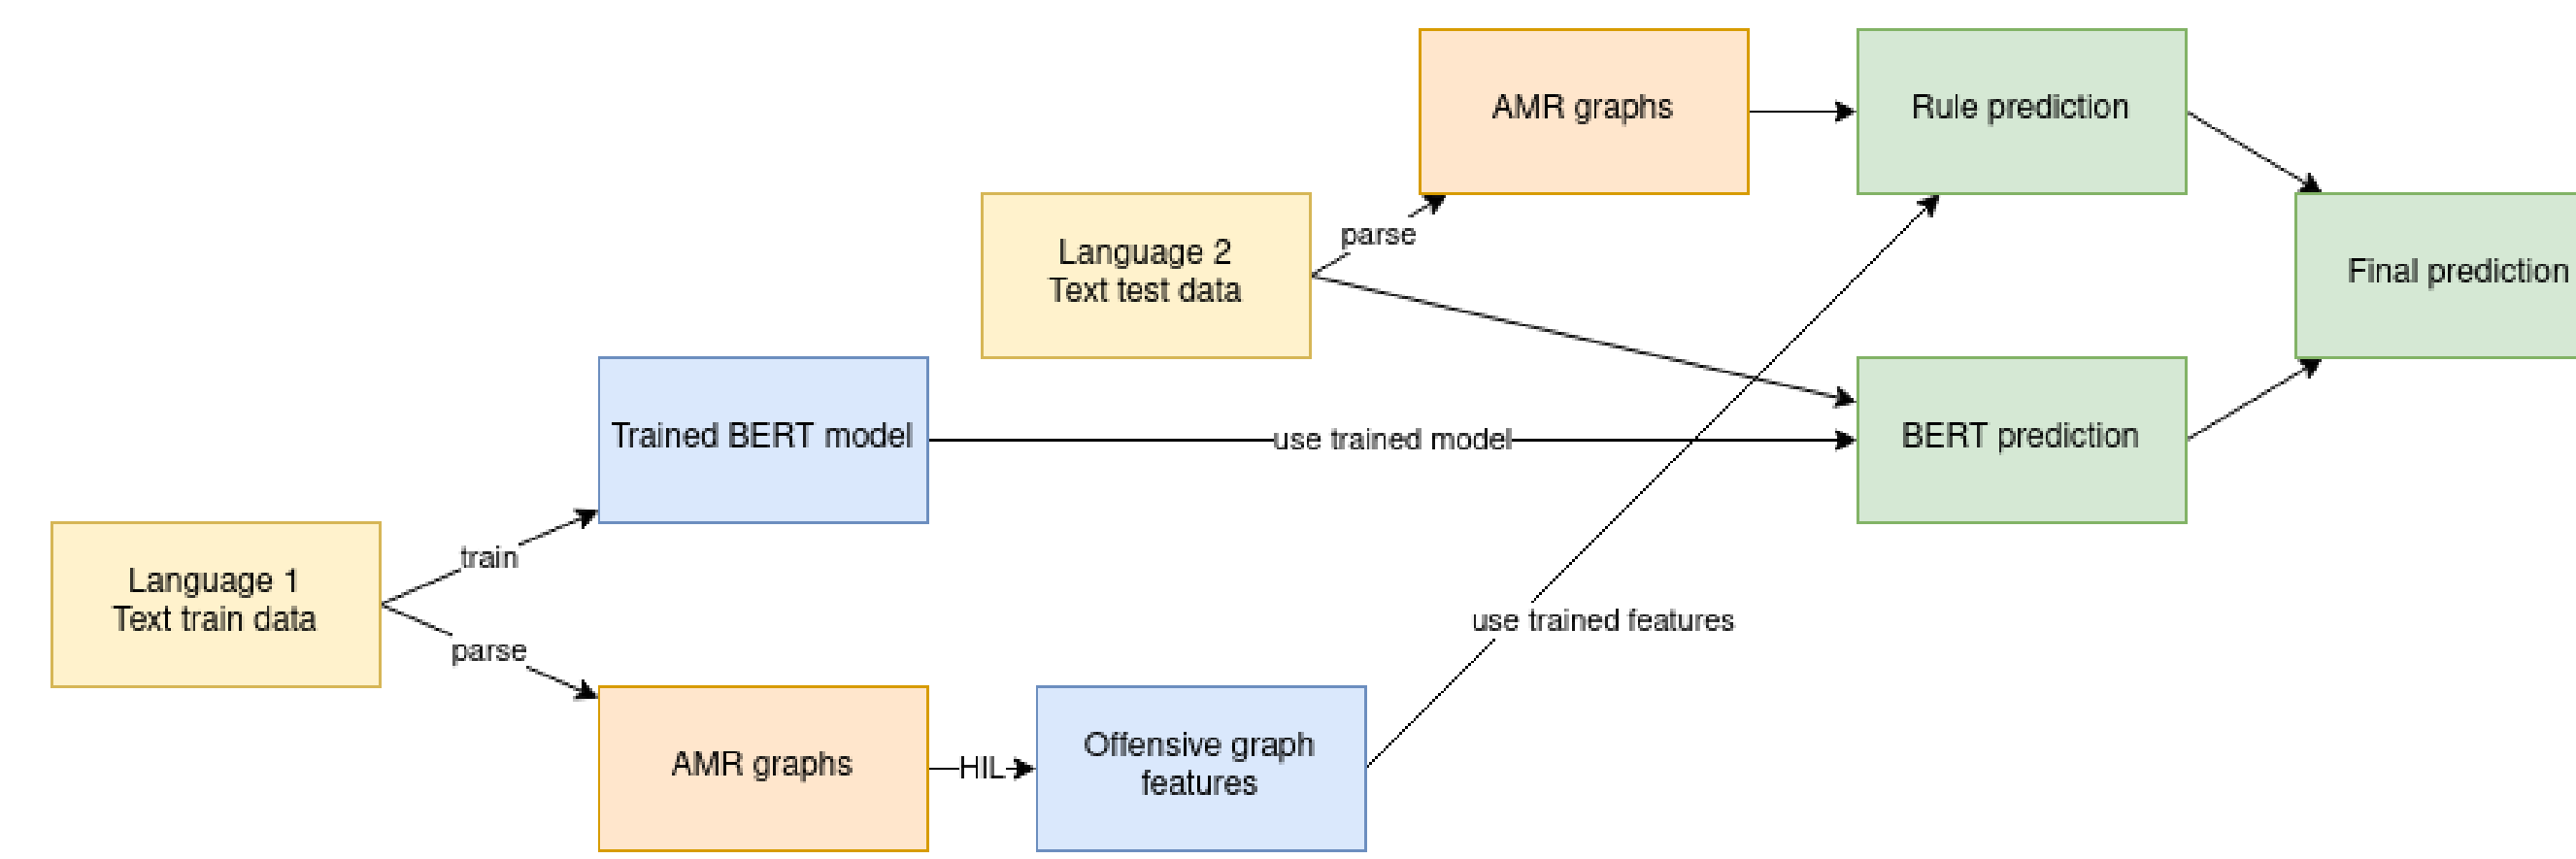 AMR graphs
Rule prediction
Language 2
Text test data
parse
Final prediction
Trained BERT model
use trained model
BERT prediction
Language 1
Text train data
train
parse
use trained features
AMR graphs
HIL
Offensive graph
features